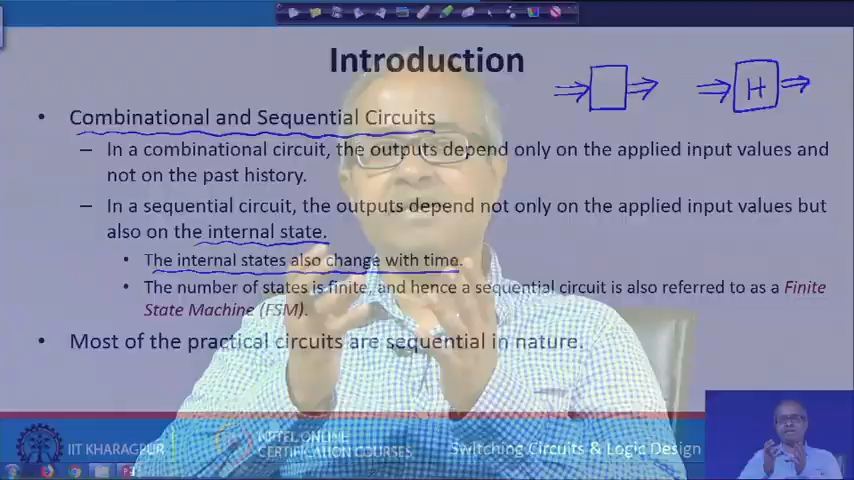 Introduction
H
• Combinational and Sequential Circuits
– In a combinational circuit, the outputs depend only on the applied input values and
not on the past history.
– In a sequential circuit, the outputs depend not only on the applied input values but
also on the internal state.
• The internal states also change with time.
• The number of states is finite, and hence a sequential circuit is also referred to as a Finite
State Machine (FSM).
• Most of the practical circuits are sequential in nature.
IIT KHARAGPUR
NPTEL ONLINE
CERTIFICATION COURSES
Switching Circuits & Logic Design